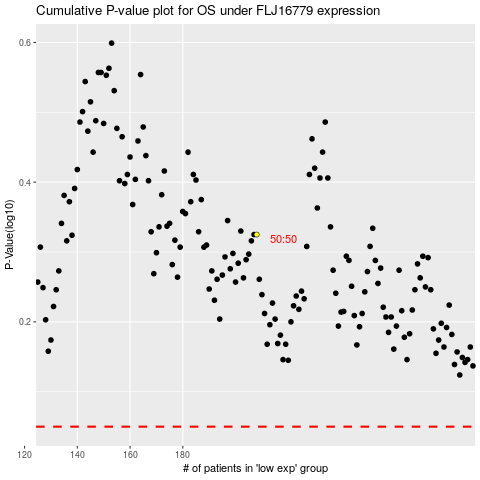 Cumulative P-value plot for OS under FLJ16779 expression
P-Value(log10)
0.6
0.4
0.2
50:50
120 140 150 160 180
# of patients in 'low exp' group